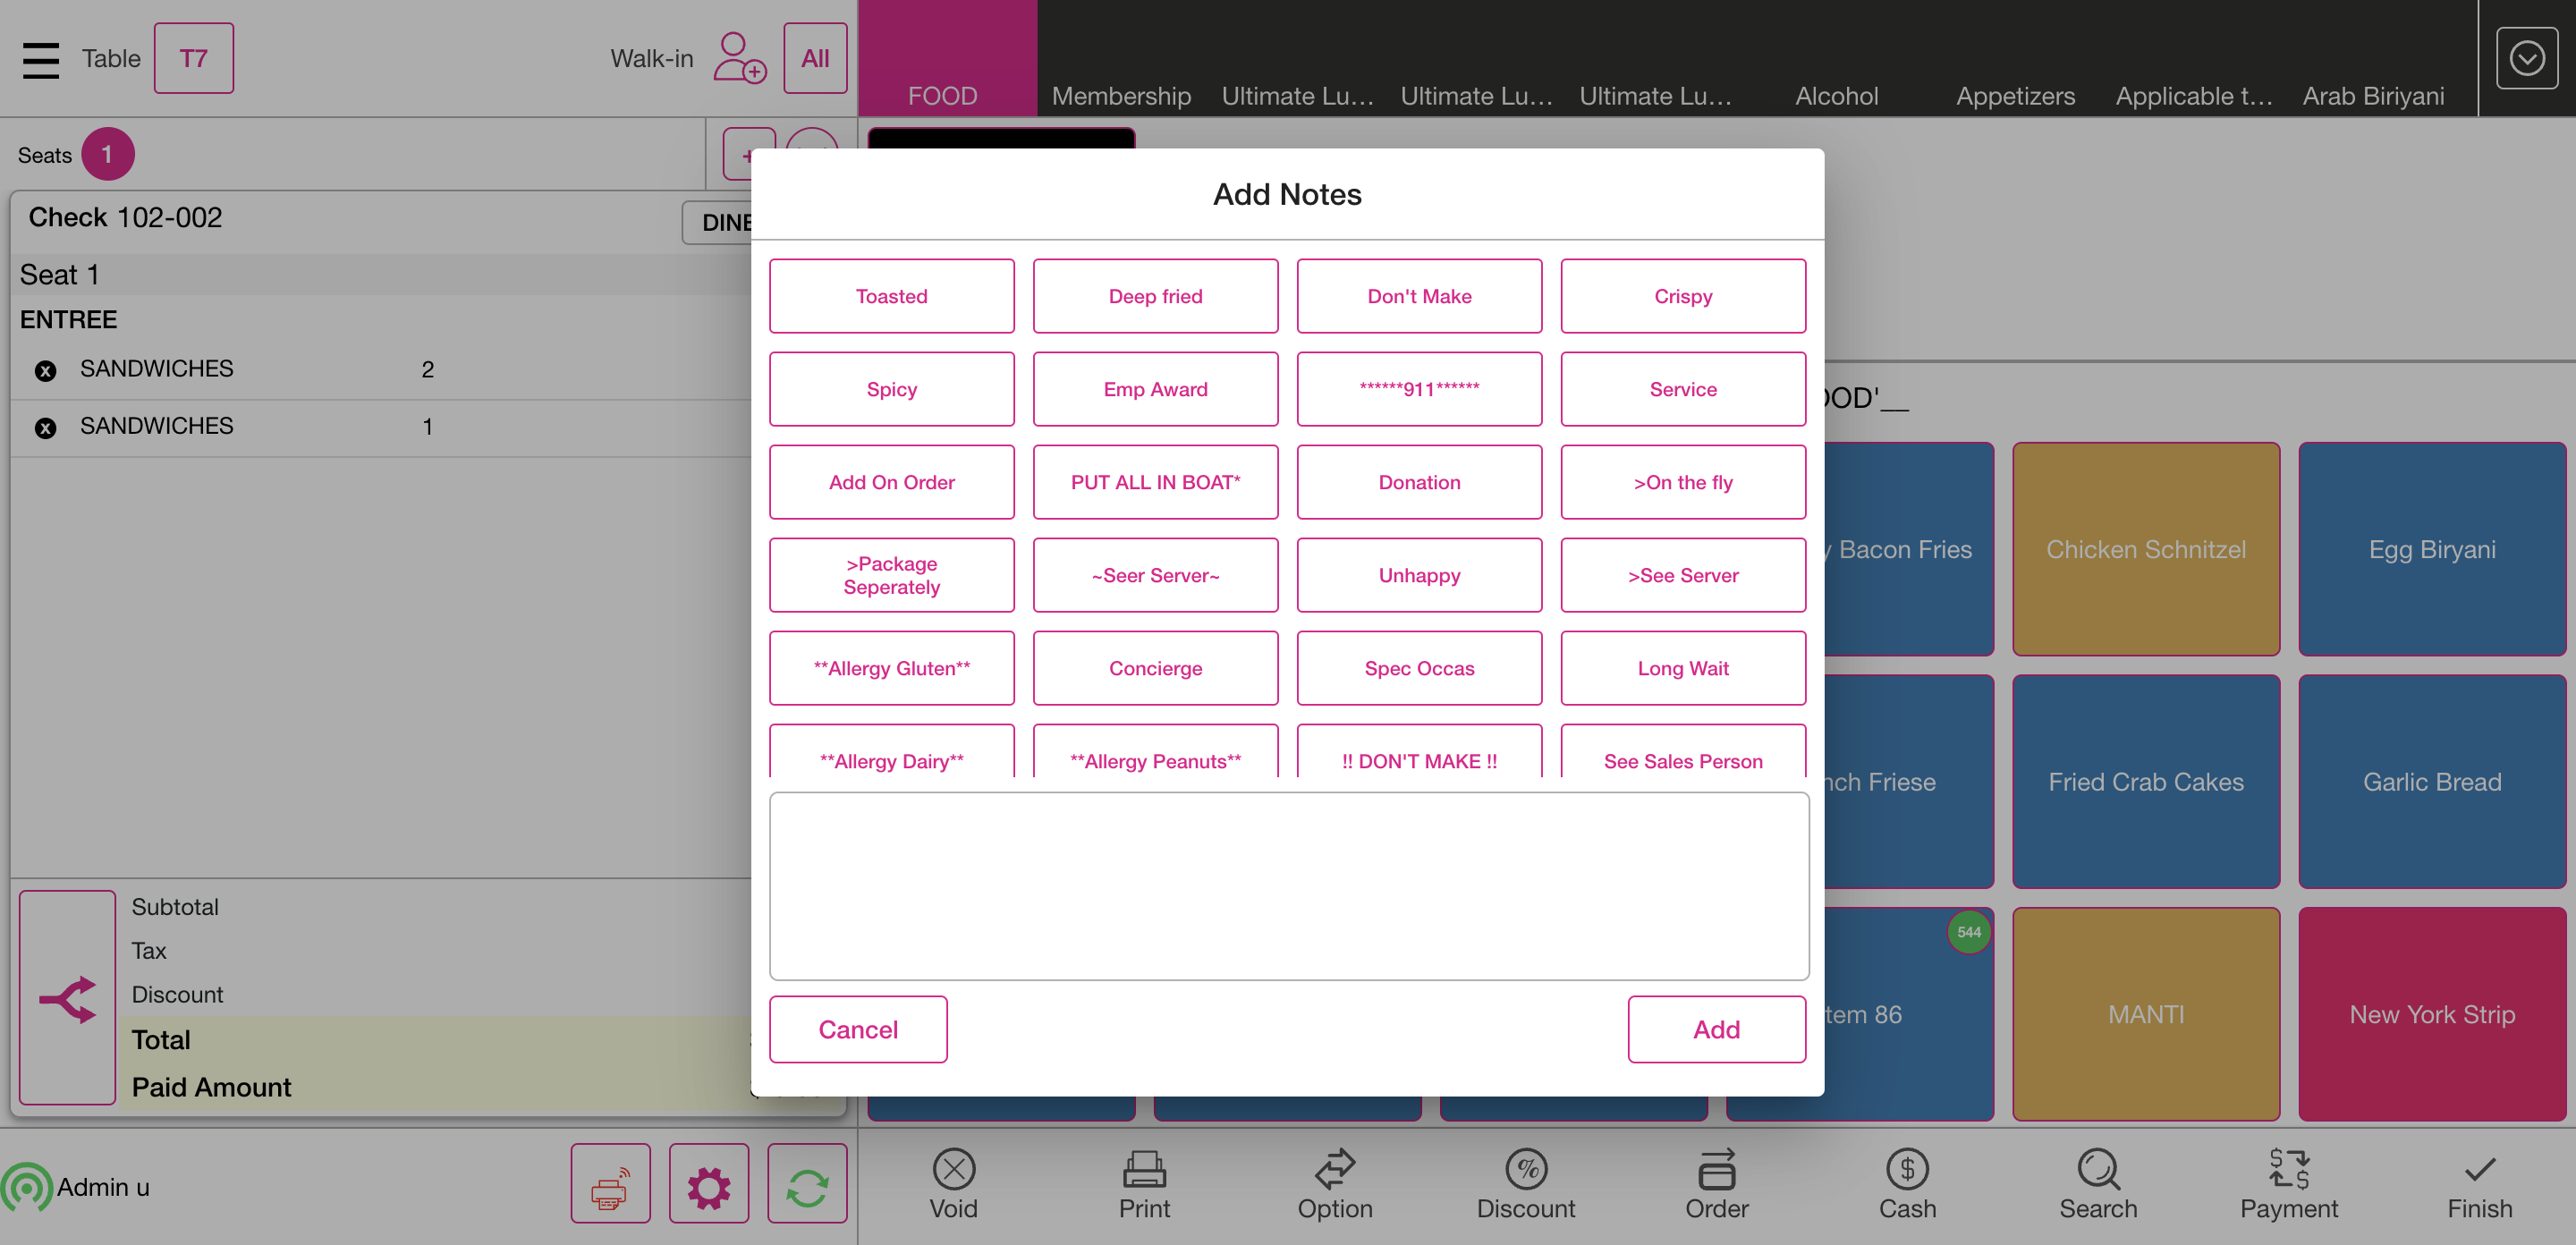 Table T7 Walk-in All
FOOD Membership Ultimate Lu... Ultimate Lu... Ultimate Lu... Alcohol Appetizers Applicable t... Arab Biriyani
Seats 1 +
Check 102-002 DINE
Seat 1
ENTREE
x SANDWICHES 2
x SANDWICHES 1
Subtotal
Tax
Discount
Total
Paid Amount
Admin u
Add Notes
Toasted Deep fried Don't Make Crispy
Spicy Emp Award ******911****** Service
Add On Order PUT ALL IN BOAT* Donation >On the fly
>Package
Seperately
~Seer Server~ Unhappy >See Server
**Allergy Gluten** Concierge Spec Occas Long Wait
**Allergy Dairy** **Allergy Peanuts** !! DON'T MAKE !! See Sales Person
Cancel Add
OOD'__
y Bacon Fries Chicken Schnitzel Egg Biryani
nch Friese Fried Crab Cakes Garlic Bread
544
tem 86 MANTI New York Strip
Void Print Option Discount Order Cash Search Payment Finish